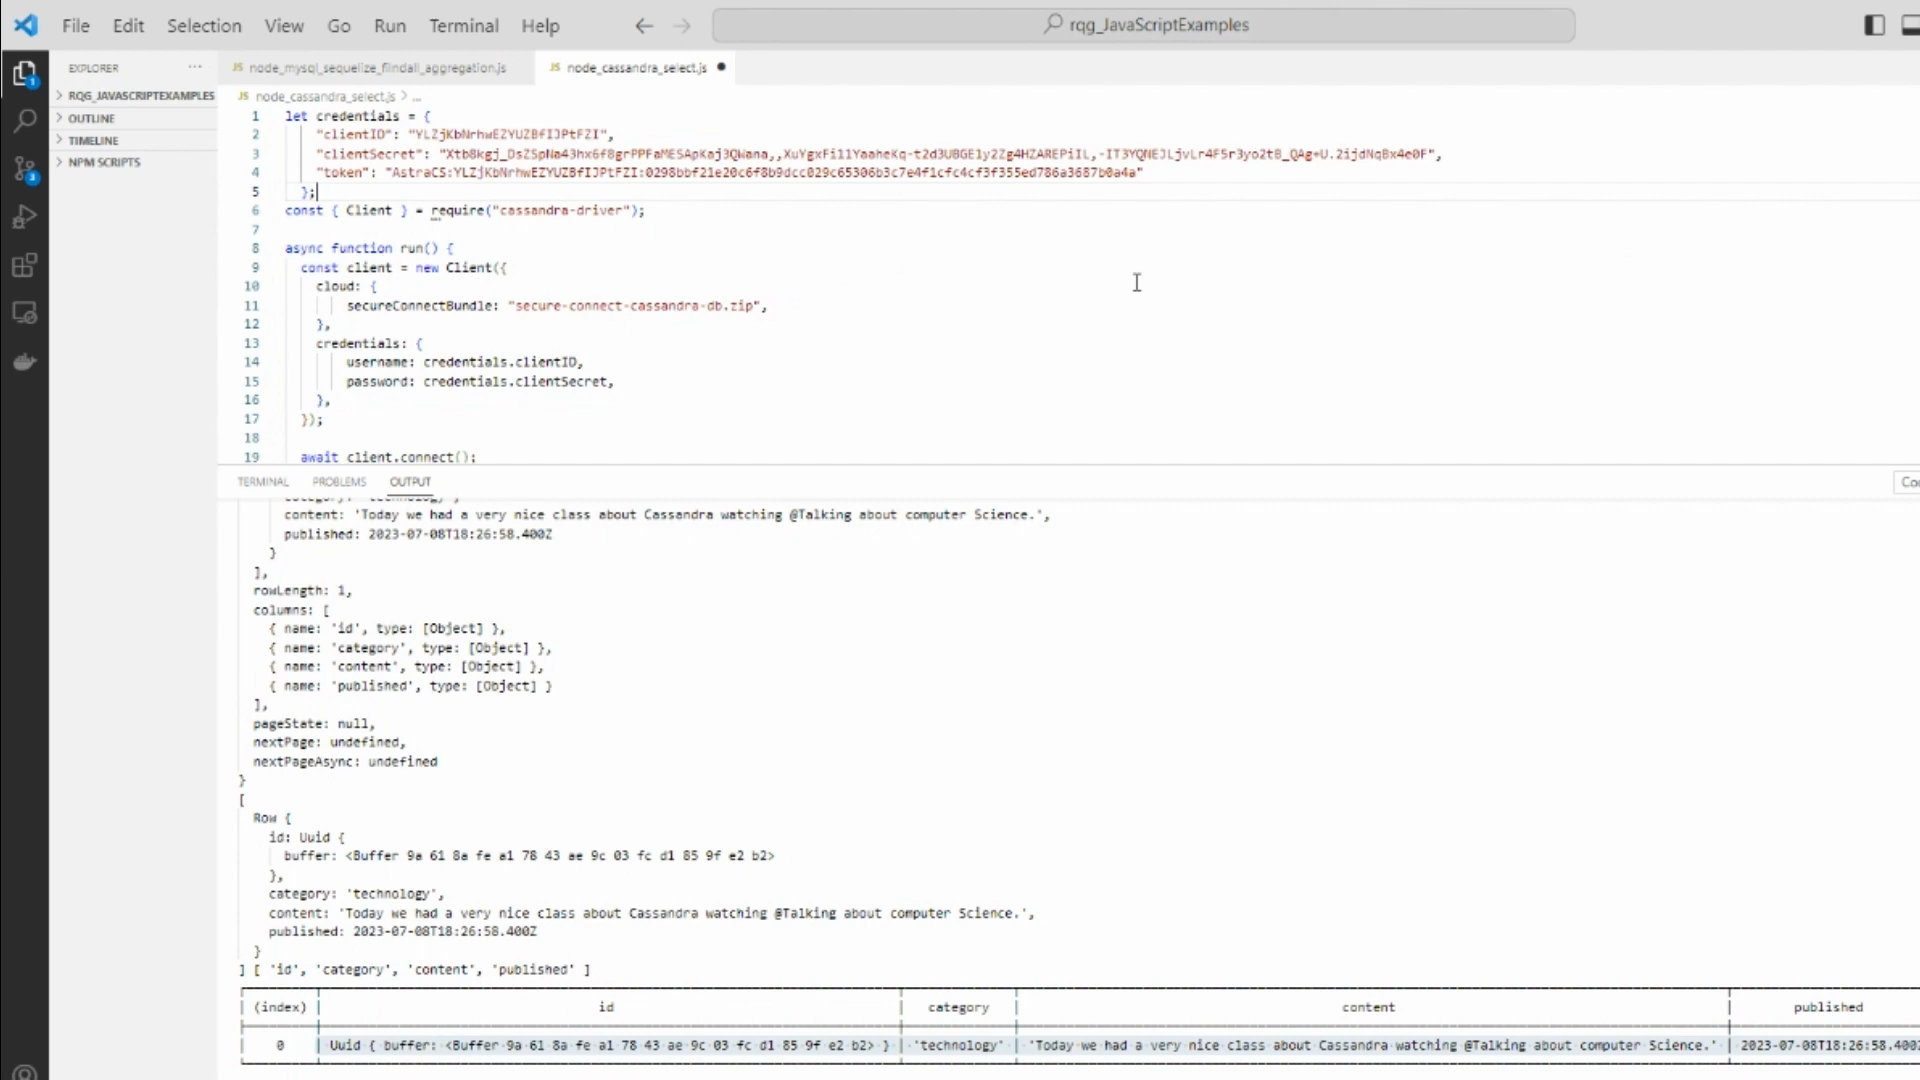 File Edit Selection View Go Run Terminal Help
rqg_JavaScriptExamples
EXPLORER ...
RQG_JAVASCRIPTEXAMPLES
OUTLINE
TIMELINE
NPM SCRIPTS
JS node_mysql_sequelize_fiindall_aggregation.js
JS node_cassandra_select.js
JS node_cassandra_select.js > ...
1 let credentials = {
2 "clientID": "YLZjKbNrhwEZYUZBfIJPtFZI",
3 "clientSecret":
4 "token":
5 };
6 const { Client } = require("cassandra-driver");
7
8 async function run() {
9 const client = new Client({
10 cloud: {
11 secureConnectBundle: "secure-connect-cassandra-db.zip",
12 },
13 credentials: {
14 username: credentials.clientID,
15 password: credentials.clientSecret,
16 },
17 });
18
19 await client.connect();
TERMINAL PROBLEMS OUTPUT
content: 'Today we had a very nice class about Cassandra watching @Talking about computer Science.',
published: 2023-07-08T18:26:58.400Z
}
],
rowLength: 1,
columns: [
{ name: 'id', type: [Object] },
{ name: 'category', type: [Object] },
{ name: 'content', type: [Object] },
{ name: 'published', type: [Object] }
],
pageState: null,
nextPage: undefined,
nextPageAsync: undefined
}
[
Row {
id: Uuid {
buffer: <Buffer 9a 61 8a fe a1 78 43 ae 9c 03 fc d1 85 9f e2 b2>
},
category: 'technology',
content: 'Today we had a very nice class about Cassandra watching @Talking about computer Science.',
published: 2023-07-08T18:26:58.400Z
}
] [ 'id', 'category', 'content', 'published' ]
(index) id category content published
0 Uuid { buffer: <Buffer 9a 61 8a fe a1 78 43 ae 9c 03 fc d1 85 9f e2 b2> } 'technology' 'Today we had a very nice class about Cassandra watching @Talking about computer Science.' 2023-07-08T18:26:58.400